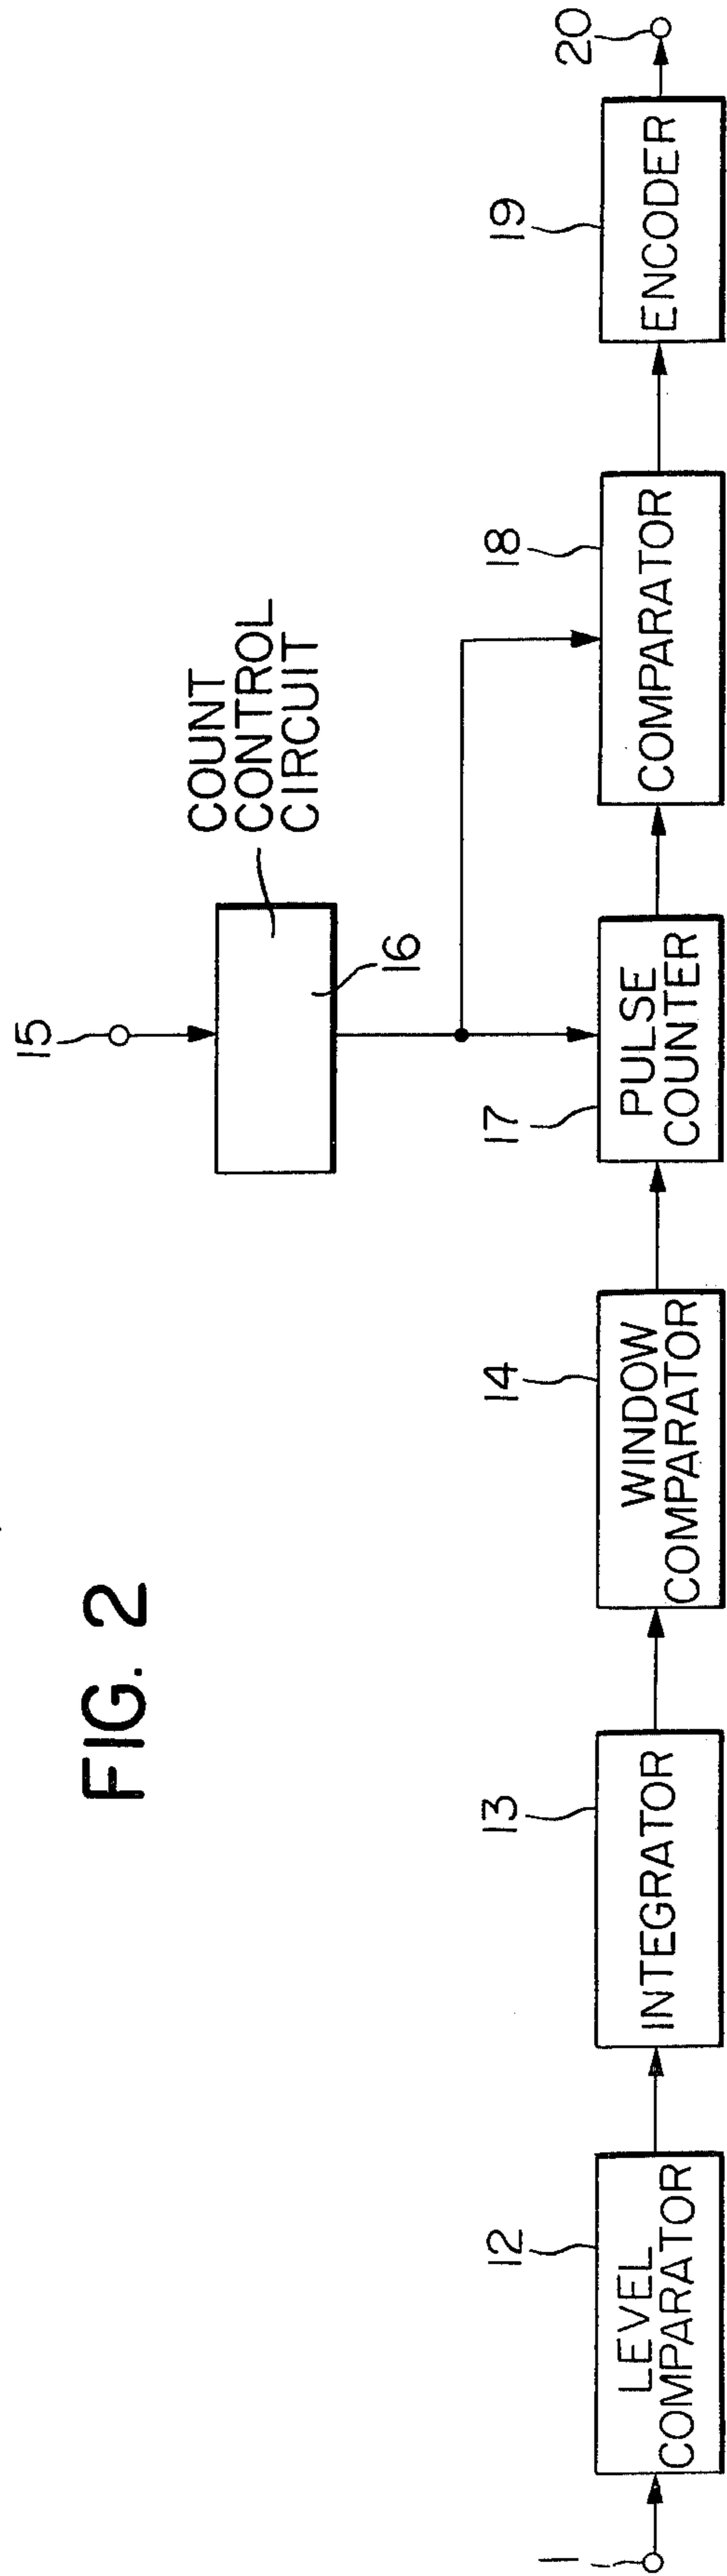 FIG. 2
15
COUNT
CONTROL
CIRCUIT
16
1
12
LEVEL
COMPARATOR
13
INTEGRATOR
14
WINDOW
COMPARATOR
17
PULSE
COUNTER
18
COMPARATOR
19
ENCODER
20